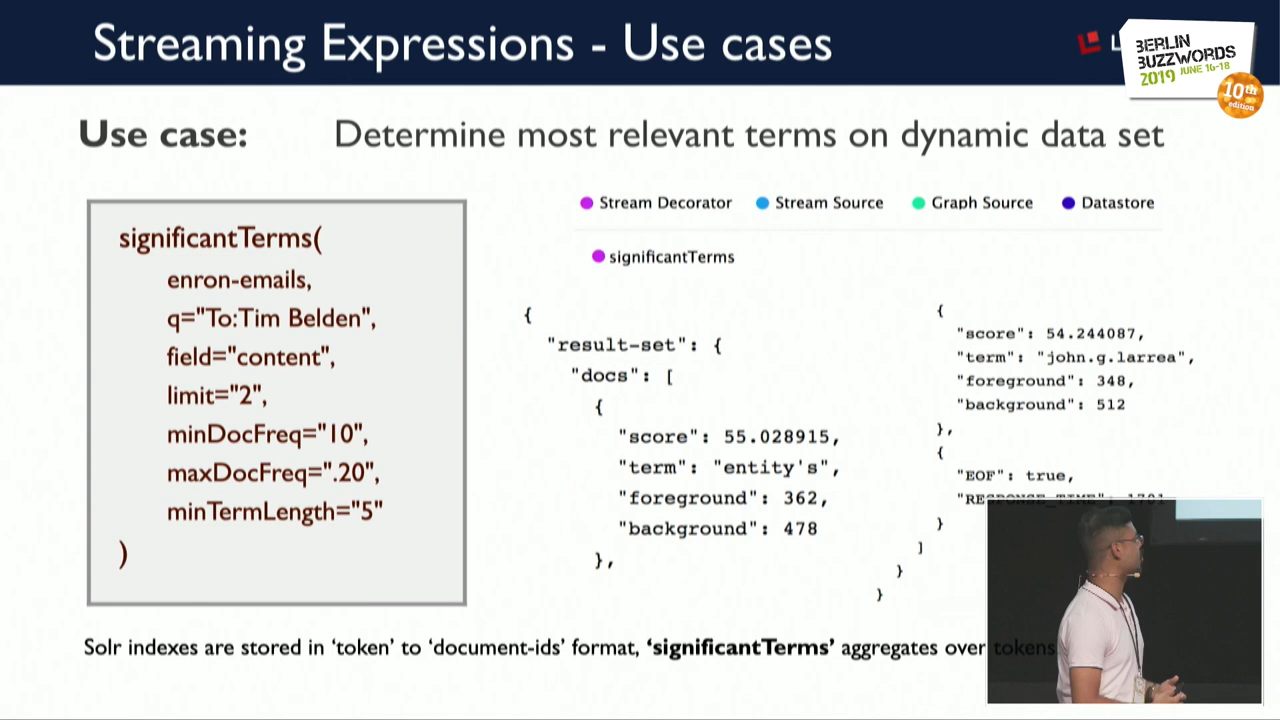 Streaming Expressions - Use cases
BERLIN
BUZZWORDS
2019 JUNE 16-18
10th
edition
Use case: Determine most relevant terms on dynamic data set
significantTerms(
enron-emails,
q="To:Tim Belden",
field="content",
limit="2",
minDocFreq="10",
maxDocFreq=".20",
minTermLength="5"
)
Stream Decorator Stream Source Graph Source Datastore
significantTerms
{
"result-set": {
"docs": [
{
"score": 55.028915,
"term": "entity's",
"foreground": 362,
"background": 478
},
{
"score": 54.244087,
"term": "john.g.larrea",
"foreground": 348,
"background": 512
},
{
"EOF": true,
}
]
}
}
Solr indexes are stored in ‘token’ to ‘document-ids’ format, ‘significantTerms’ aggregates over tokens